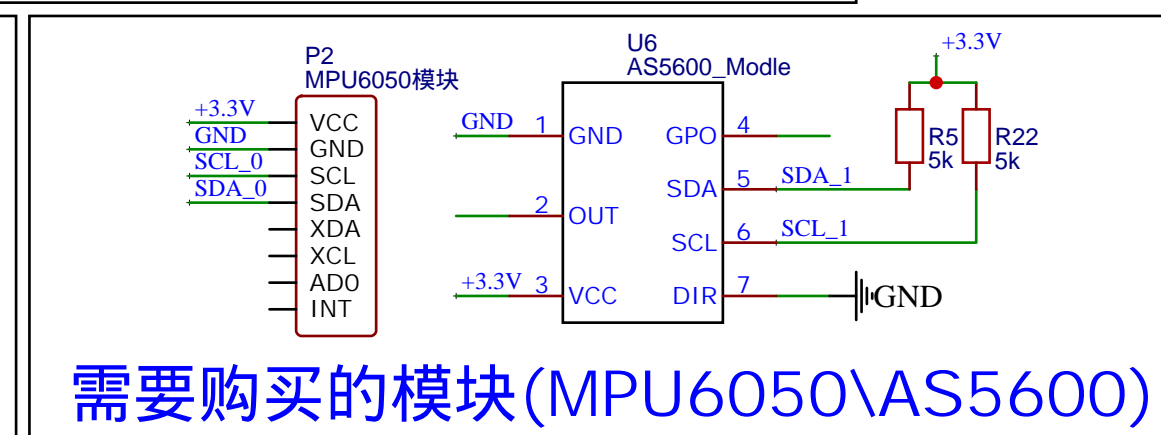 P2
MPU6050模块
+3.3V
VCC
GND
GND
SCL_0
SCL
SDA_0
SDA
XDA
XCL
AD0
INT
U6
AS5600_Modle
GND 1 GND
2 OUT
+3.3V 3 VCC
GPO 4
SDA 5 SDA_1
SCL 6 SCL_1
DIR 7 GND
+3.3V
R5
5k
R22
5k
需要购买的模块(MPU6050\AS5600)